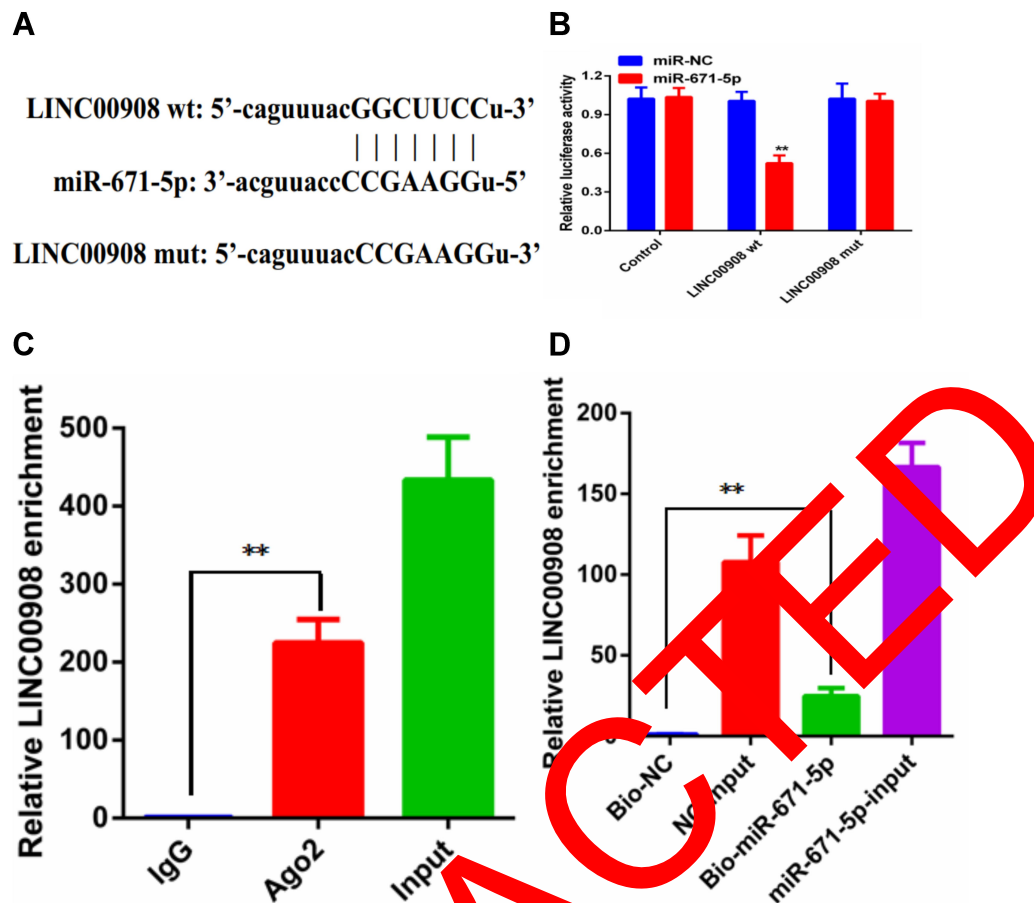 A
LINC00908 wt: 5’-caguuuacGGCUUCCu-3’
miR-671-5p: 3’-acguuaccCCGAAGGu-5’
LINC00908 mut: 5’-caguuuacCCGAAGGu-3’
B
miR-NC
miR-671-5p
Relative luciferase activity
1.2
0.9
0.6
0.3
0.0
**
Control
LINC00908 wt
LINC00908 mut
C
Relative LINC00908 enrichment
500
400
300
200
100
0
**
IgG
Ago2
Input
D
Relative LINC00908 enrichment
200
150
100
50
**
Bio-NC
Bio-miR-671-5p
miR-671-5p-input
ACTED